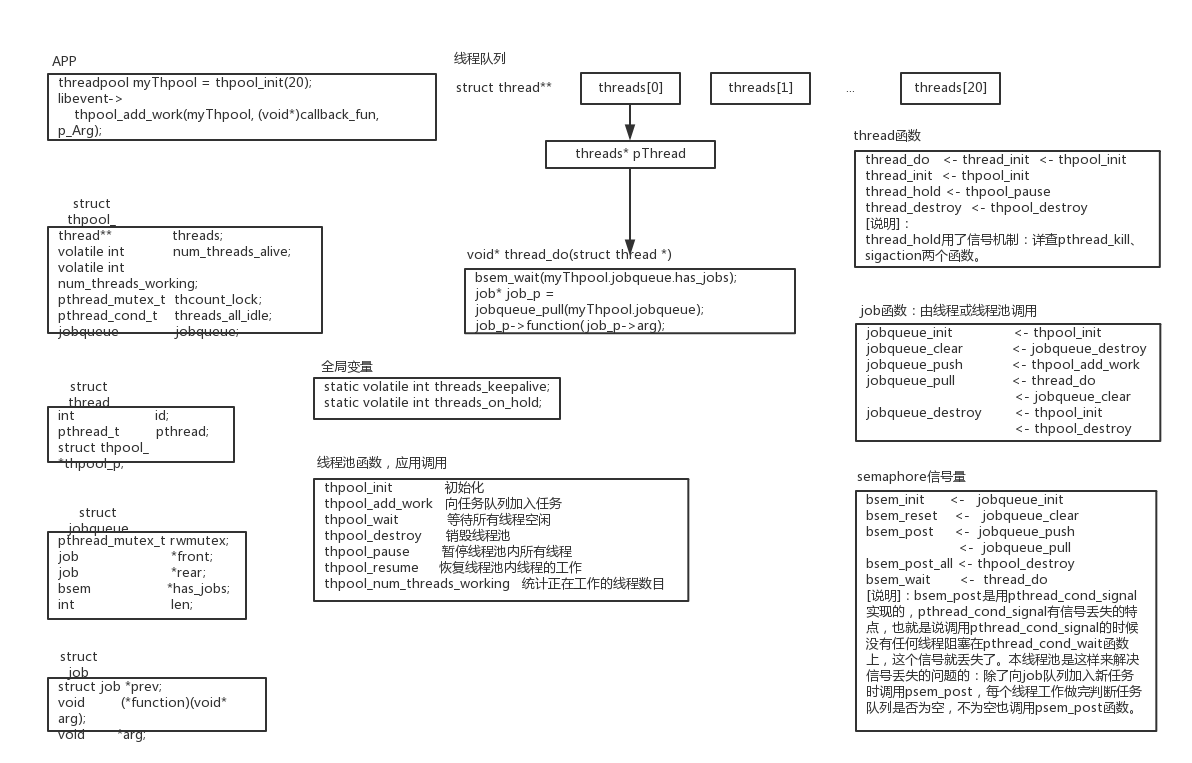 APP
threadpool myThpool = thpool_init(20);
libevent->
thpool_add_work(myThpool, (void*)callback_fun,
p_Arg);
线程队列
struct thread**
threads[0]
threads[1]
...
threads[20]
threads* pThread
void* thread_do(struct thread *)
bsem_wait(myThpool.jobqueue.has_jobs);
job* job_p =
jobqueue_pull(myThpool.jobqueue);
job_p->function(job_p->arg);
struct
thpool_
thread** threads;
volatile int num_threads_alive;
volatile int
num_threads_working;
pthread_mutex_t thcount_lock;
pthread_cond_t threads_all_idle;
jobqueue jobqueue;
struct
thread
int id;
pthread_t pthread;
struct thpool_
*thpool_p;
struct
jobqueue
pthread_mutex_t rwmutex;
job *front;
job *rear;
bsem *has_jobs;
int len;
struct
job
struct job *prev;
void (*function)(void*
arg);
void *arg;
全局变量
static volatile int threads_keepalive;
static volatile int threads_on_hold;
线程池函数，应用调用
thpool_init 初始化
thpool_add_work 向任务队列加入任务
thpool_wait 等待所有线程空闲
thpool_destroy 销毁线程池
thpool_pause 暂停线程池内所有线程
thpool_resume 恢复线程池内线程的工作
thpool_num_threads_working 统计正在工作的线程数目
thread函数
thread_do <- thread_init <- thpool_init
thread_init <- thpool_init
thread_hold <- thpool_pause
thread_destroy <- thpool_destroy
[说明]：
thread_hold用了信号机制：详查pthread_kill、
sigaction两个函数。
job函数：由线程或线程池调用
jobqueue_init <- thpool_init
jobqueue_clear <- jobqueue_destroy
jobqueue_push <- thpool_add_work
jobqueue_pull <- thread_do
<- jobqueue_clear
jobqueue_destroy <- thpool_init
<- thpool_destroy
semaphore信号量
bsem_init <- jobqueue_init
bsem_reset <- jobqueue_clear
bsem_post <- jobqueue_push
<- jobqueue_pull
bsem_post_all <- thpool_destroy
bsem_wait <- thread_do
[说明]：bsem_post是用pthread_cond_signal
实现的，pthread_cond_signal有信号丢失的特
点，也就是说调用pthread_cond_signal的时候
没有任何线程阻塞在pthread_cond_wait函数
上，这个信号就丢失了。本线程池是这样来解决
信号丢失的问题的：除了向job队列加入新任务
时调用psem_post，每个线程工作做完判断任务
队列是否为空，不为空也调用psem_post函数。